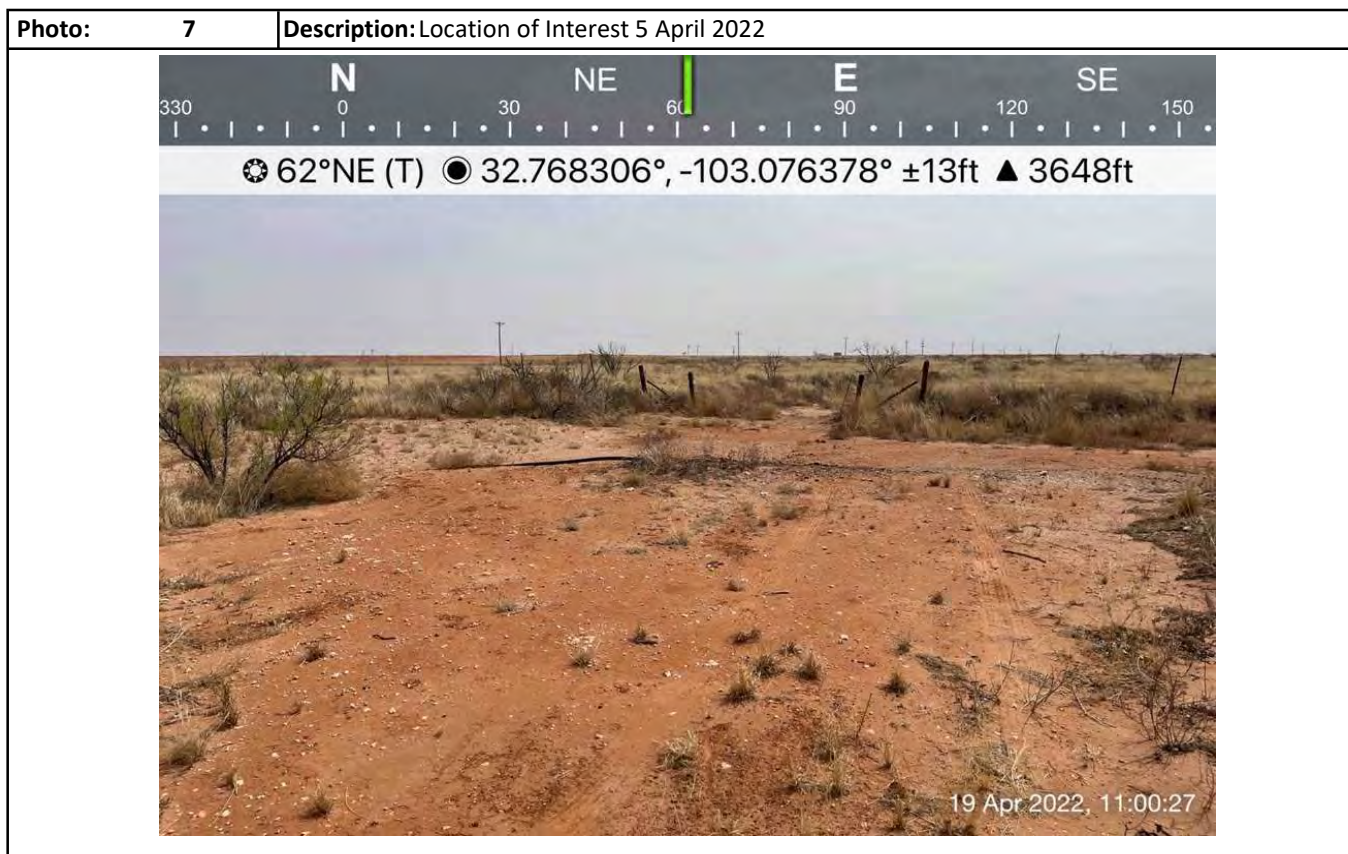 Photo: 7 Description: Location of Interest 5 April 2022
N NE E SE
330 0 30 60 90 120 150
62°NE (T) 32.768306°, -103.076378° ±13ft ▲ 3648ft
19 Apr 2022, 11:00:27